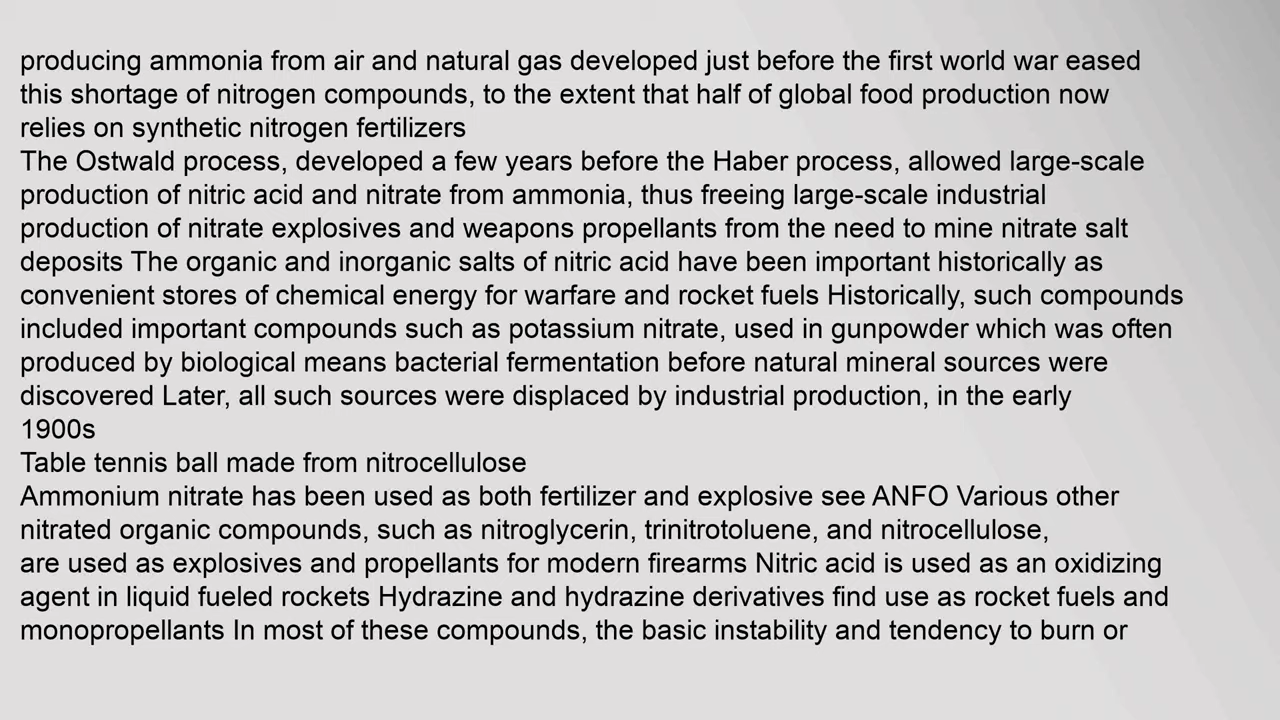 producing ammonia from air and natural gas developed just before the first world war eased
this shortage of nitrogen compounds, to the extent that half of global food production now
relies on synthetic nitrogen fertilizers
The Ostwald process, developed a few years before the Haber process, allowed large-scale
production of nitric acid and nitrate from ammonia, thus freeing large-scale industrial
production of nitrate explosives and weapons propellants from the need to mine nitrate salt
deposits The organic and inorganic salts of nitric acid have been important historically as
convenient stores of chemical energy for warfare and rocket fuels Historically, such compounds
included important compounds such as potassium nitrate, used in gunpowder which was often
produced by biological means bacterial fermentation before natural mineral sources were
discovered Later, all such sources were displaced by industrial production, in the early
1900s
Table tennis ball made from nitrocellulose
Ammonium nitrate has been used as both fertilizer and explosive see ANFO Various other
nitrated organic compounds, such as nitroglycerin, trinitrotoluene, and nitrocellulose,
are used as explosives and propellants for modern firearms Nitric acid is used as an oxidizing
agent in liquid fueled rockets Hydrazine and hydrazine derivatives find use as rocket fuels and
monopropellants In most of these compounds, the basic instability and tendency to burn or